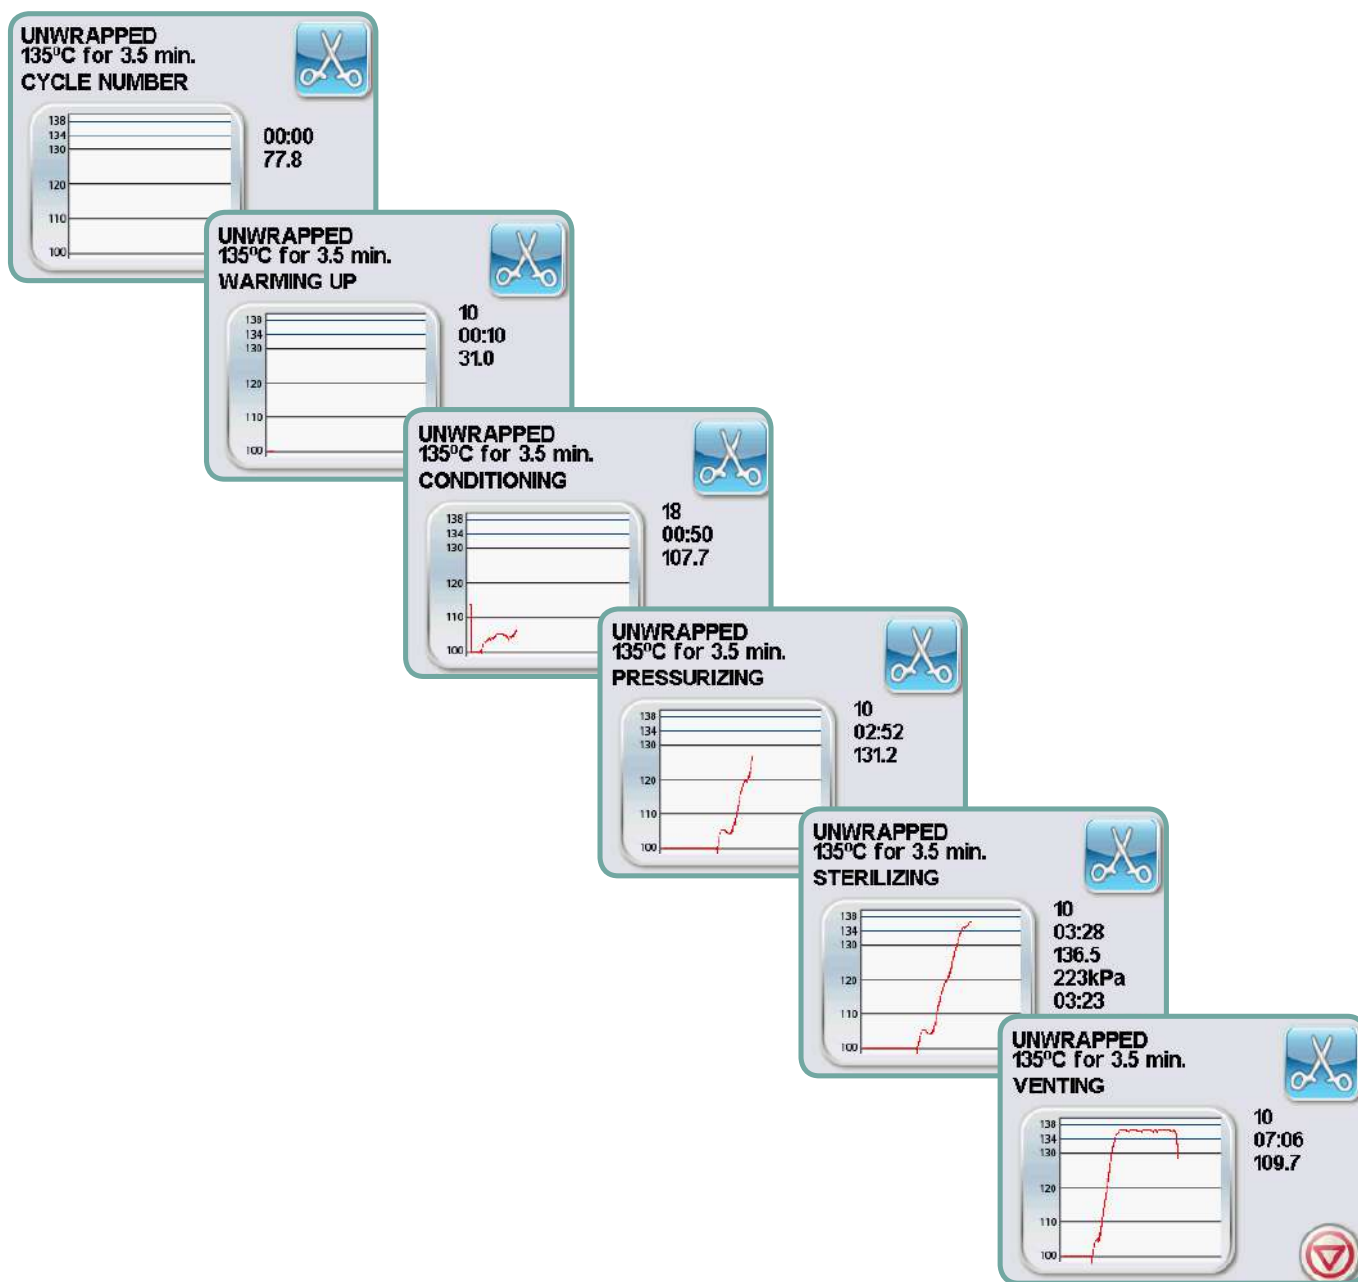 UNWRAPPED
135ºC for 3.5 min.
CYCLE NUMBER
138
134
130
120
110
100
00:00
77.8
UNWRAPPED
135ºC for 3.5 min.
WARMING UP
138
134
130
120
110
100
10
00:10
31.0
UNWRAPPED
135ºC for 3.5 min.
CONDITIONING
138
134
130
120
110
100
18
00:50
107.7
UNWRAPPED
135ºC for 3.5 min.
PRESSURIZING
138
134
130
120
110
100
10
02:52
131.2
UNWRAPPED
135ºC for 3.5 min.
STERILIZING
138
134
130
120
110
100
10
03:28
136.5
223kPa
03:23
UNWRAPPED
135ºC for 3.5 min.
VENTING
138
134
130
120
110
100
10
07:06
109.7